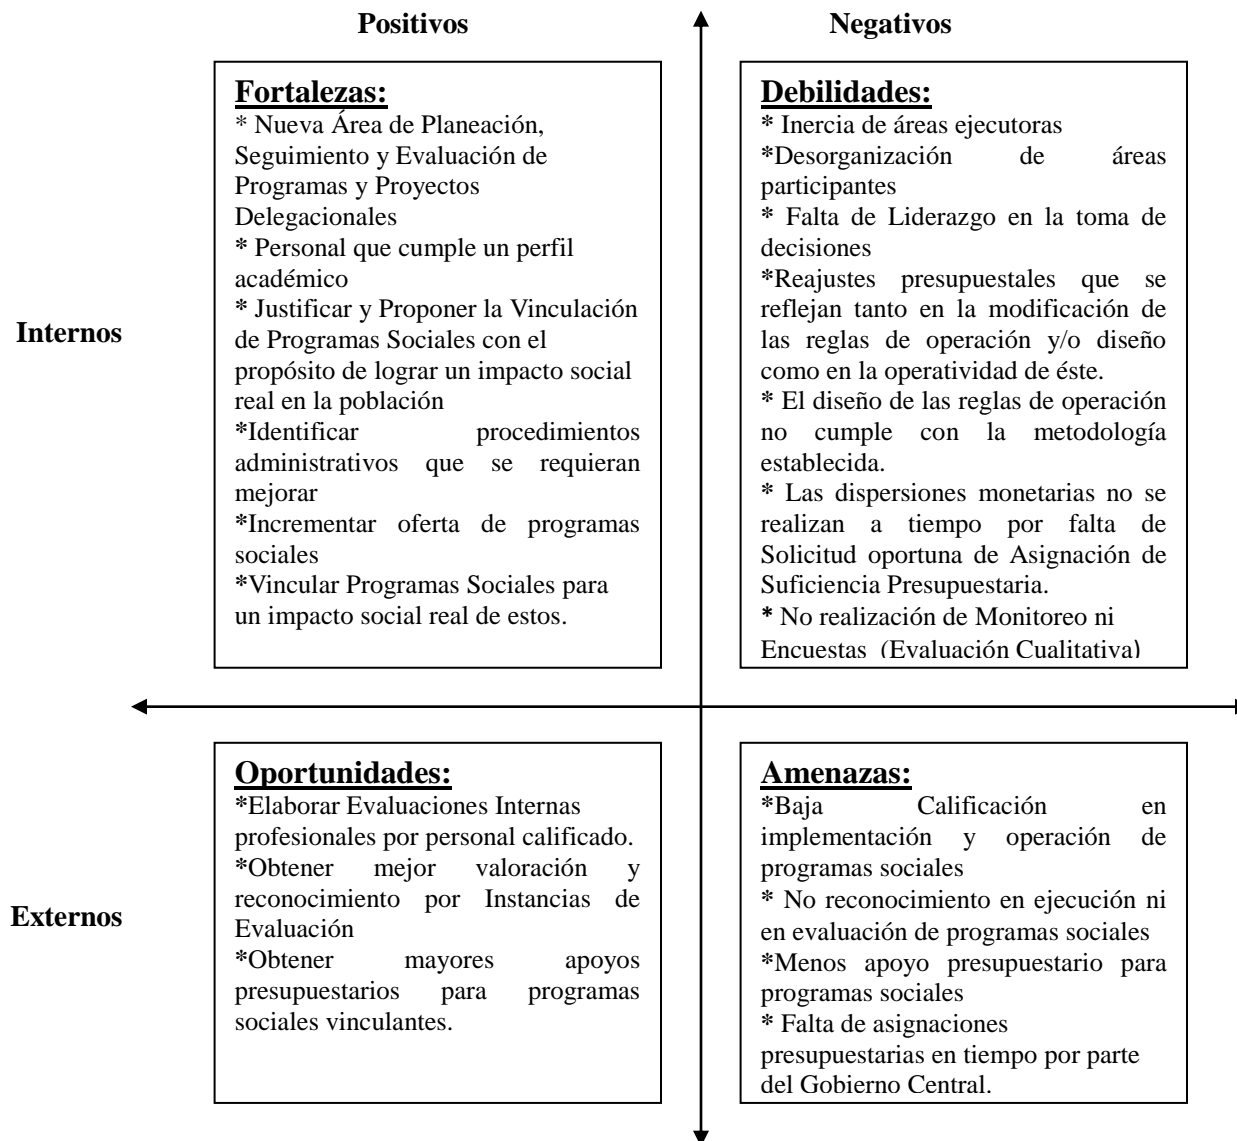 Positivos
Negativos
Fortalezas:
* Nueva Área de Planeación,
Seguimiento y Evaluación de
Programas y Proyectos
Delegacionales
* Personal que cumple un perfil
académico
* Justificar y Proponer la Vinculación
de Programas Sociales con el
propósito de lograr un impacto social
real en la población
*Identificar procedimientos
administrativos que se requieran
mejorar
*Incrementar oferta de programas
sociales
*Vincular Programas Sociales para
un impacto social real de estos.
Debilidades:
* Inercia de áreas ejecutoras
*Desorganización de áreas
participantes
* Falta de Liderazgo en la toma de
decisiones
*Reajustes presupuestales que se
reflejan tanto en la modificación de
las reglas de operación y/o diseño
como en la operatividad de éste.
* El diseño de las reglas de operación
no cumple con la metodología
establecida.
* Las dispersiones monetarias no se
realizan a tiempo por falta de
Solicitud oportuna de Asignación de
Suficiencia Presupuestaria.
* No realización de Monitoreo ni
Encuestas (Evaluación Cualitativa)
Internos
Oportunidades:
*Elaborar Evaluaciones Internas
profesionales por personal calificado.
*Obtener mejor valoración y
reconocimiento por Instancias de
Evaluación
*Obtener mayores apoyos
presupuestarios para programas
sociales vinculantes.
Amenazas:
*Baja Calificación en
implementación y operación de
programas sociales
* No reconocimiento en ejecución ni
en evaluación de programas sociales
*Menos apoyo presupuestario para
programas sociales
* Falta de asignaciones
presupuestarias en tiempo por parte
del Gobierno Central.
Externos